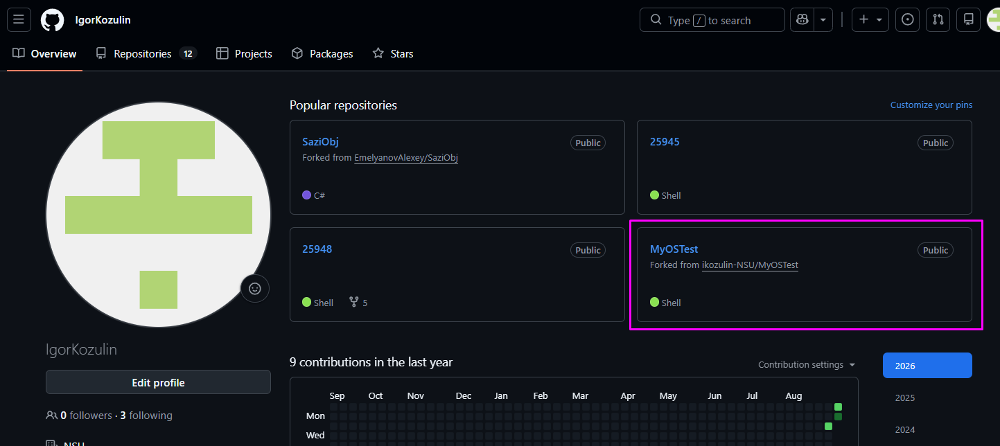 IgorKozulin
Type / to search
Overview Repositories 12 Projects Packages Stars
Popular repositories
Customize your pins
SaziObj Public
Forked from EmelyanovAlexey/SaziObj
C#
25945 Public
Shell
25948 Public
Shell 5
MyOSTest Public
Forked from ikozulin-NSU/MyOSTest
Shell
IgorKozulin
Edit profile
0 followers · 3 following
NSU
9 contributions in the last year
Contribution settings
2026
2025
2024
Sep Oct Nov Dec Jan Feb Mar Apr May Jun Jul Aug
Mon
Wed